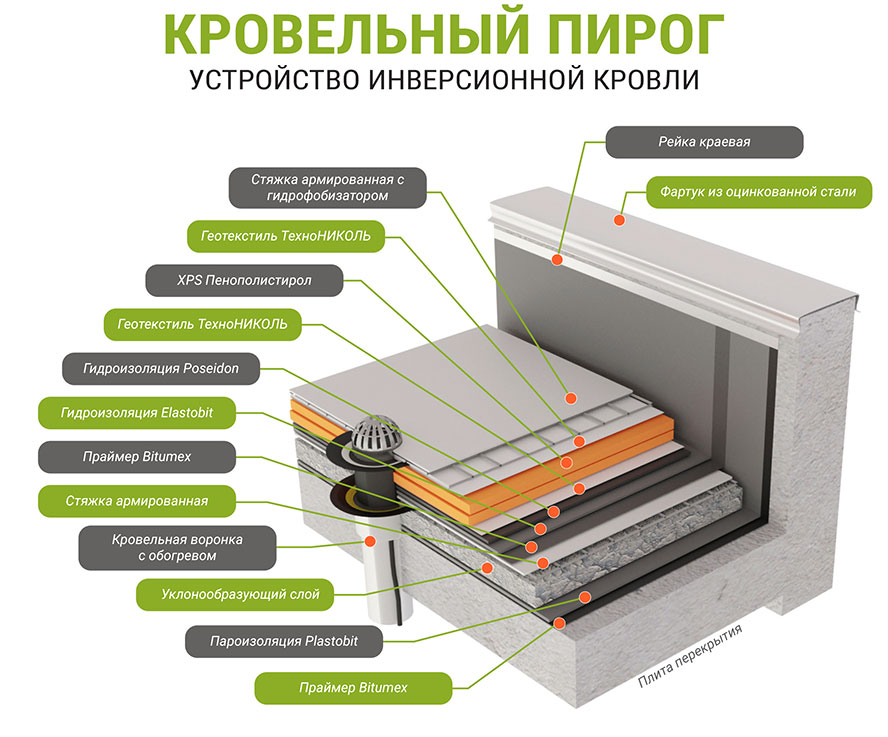 КРОВЕЛЬНЫЙ ПИРОГ
УСТРОЙСТВО ИНВЕРСИОННОЙ КРОВЛИ
Рейка краевая
Фартук из оцинкованной стали
Стяжка армированная с
гидрофобизатором
Геотекстиль ТехноНИКОЛЬ
XPS Пенополистирол
Геотекстиль ТехноНИКОЛЬ
Гидроизоляция Poseidon
Гидроизоляция Elastobit
Праймер Bitumex
Стяжка армированная
Кровельная воронка
с обогревом
Уклонообразующий слой
Пароизоляция Plastobit
Праймер Bitumex
Плита перекрытия